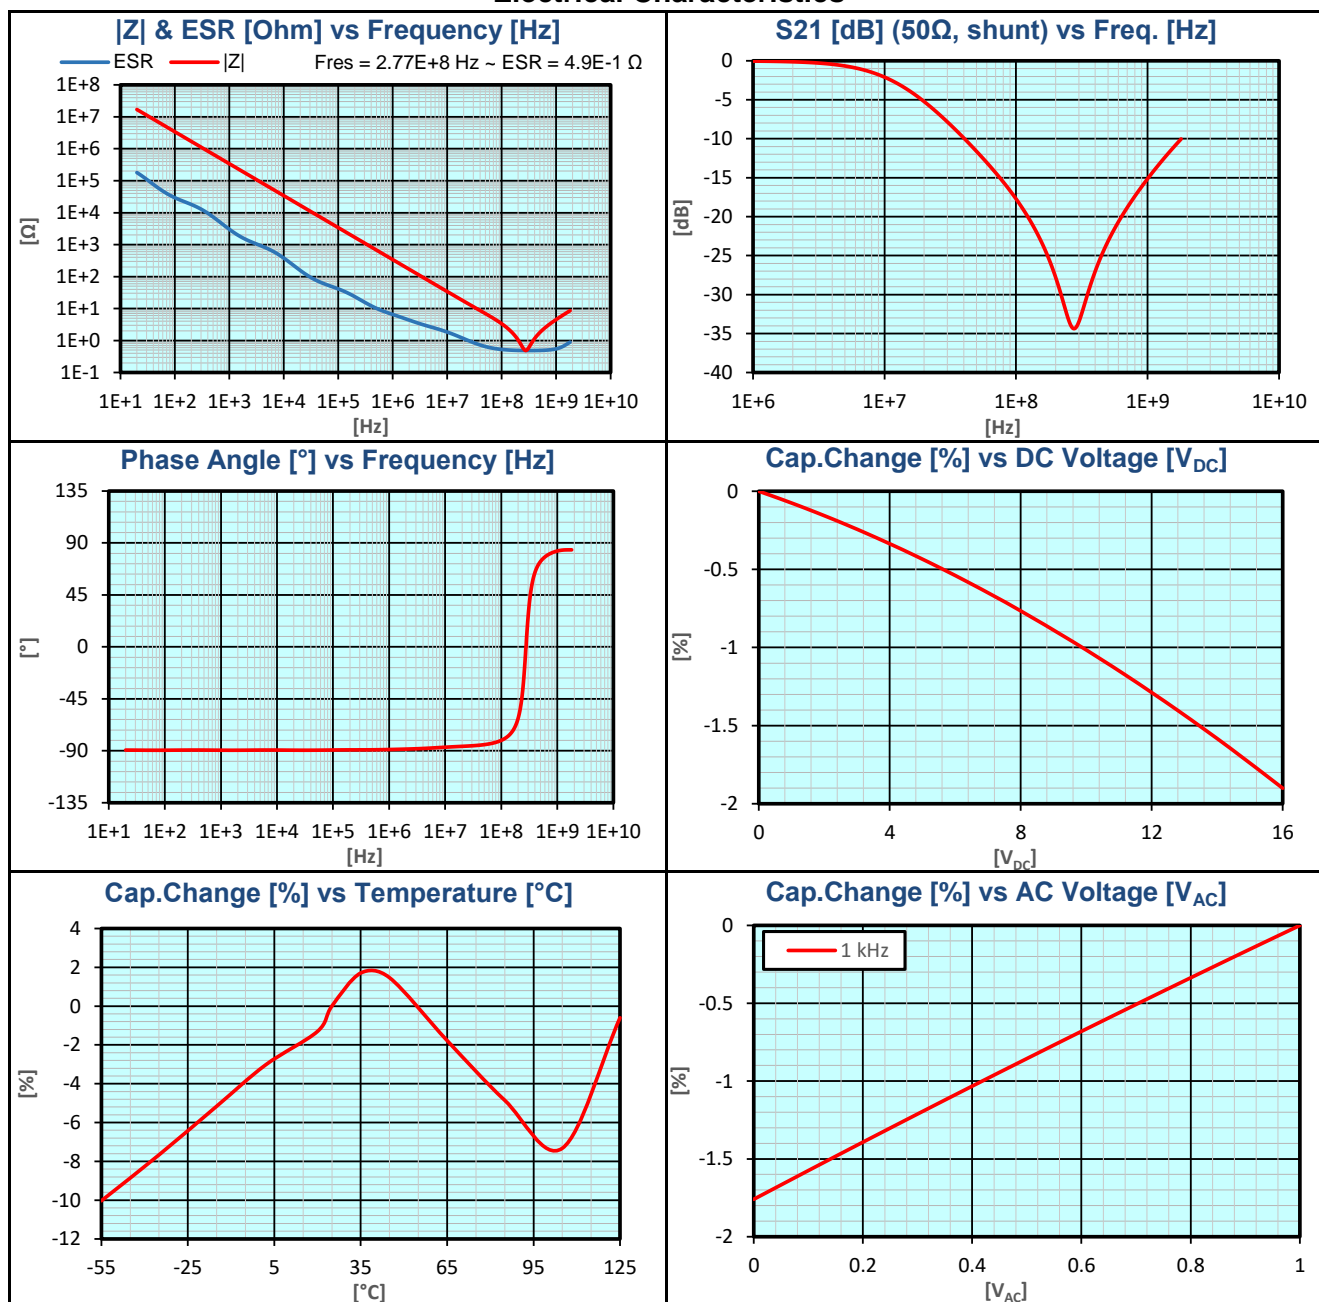 |Z| & ESR [Ohm] vs Frequency [Hz]
ESR |Z| Fres = 2.77E+8 Hz ~ ESR = 4.9E-1 Ω
1E+8
1E+7
1E+6
1E+5
1E+4
1E+3
1E+2
1E+1
1E+0
1E-1
[Ω]
1E+1 1E+2 1E+3 1E+4 1E+5 1E+6 1E+7 1E+8 1E+9 1E+10
[Hz]
S21 [dB] (50Ω, shunt) vs Freq. [Hz]
0
-5
-10
-15
-20
-25
-30
-35
-40
[dB]
1E+6 1E+7 1E+8 1E+9 1E+10
[Hz]
Phase Angle [°] vs Frequency [Hz]
135
90
45
0
-45
-90
-135
[°]
1E+1 1E+2 1E+3 1E+4 1E+5 1E+6 1E+7 1E+8 1E+9 1E+10
[Hz]
Cap.Change [%] vs DC Voltage [VDC]
0
-0.5
-1
-1.5
-2
[%]
0 4 8 12 16
[VDC]
Cap.Change [%] vs Temperature [°C]
4
2
0
-2
-4
-6
-8
-10
-12
[%]
-55 -25 5 35 65 95 125
[°C]
Cap.Change [%] vs AC Voltage [VAC]
1 kHz
0
-0.5
-1
-1.5
-2
[%]
0 0.2 0.4 0.6 0.8 1
[VAC]